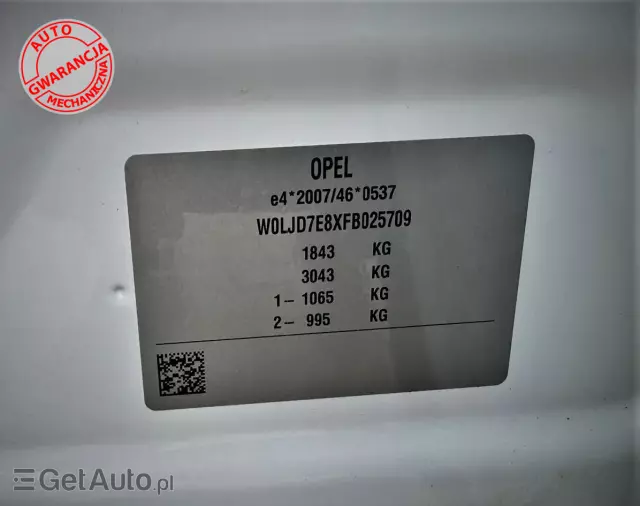 AUTO
GWARANCJA
MECHANICZNA
OPEL
e4*2007/46*0537
W0LJD7E8XFB025709
1843 KG
3043 KG
1- 1065 KG
2- 995 KG
GetAuto.pl